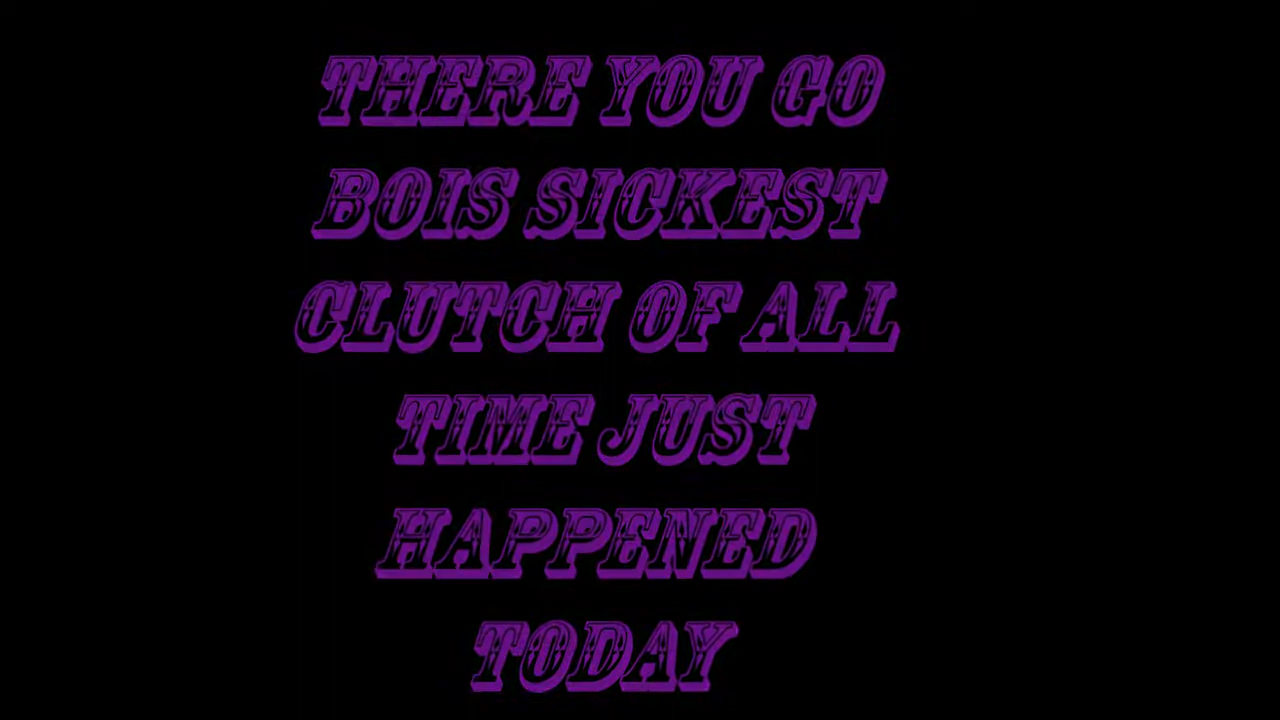 THERE YOU GO
BOIS SICKEST
CLUTCH OF ALL
TIME JUST
HAPPENED
TODAY